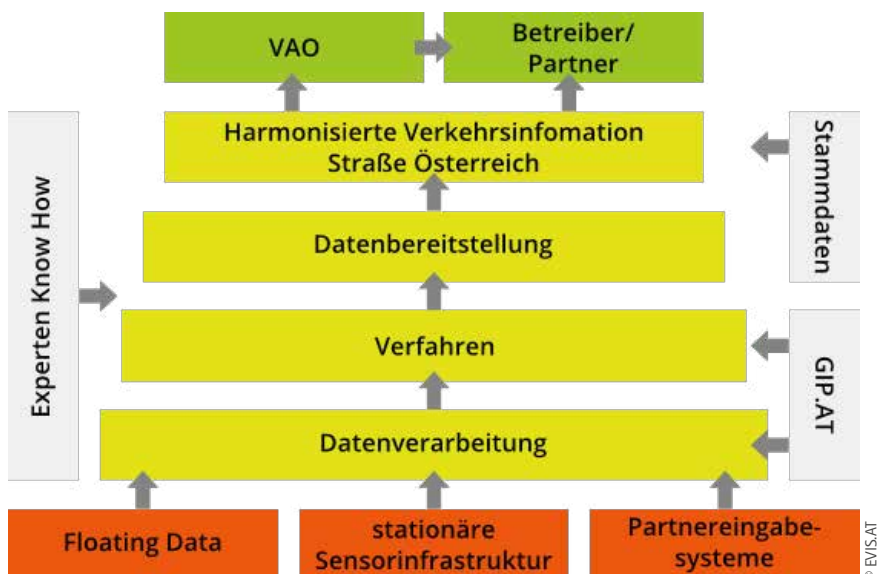 VAO
Betreiber/
Partner
Harmonisierte Verkehrsinfomation
Straße Österreich
Datenbereitstellung
Verfahren
Datenverarbeitung
Floating Data
stationäre
Sensorinfrastruktur
Partnereingabe-
systeme
Experten Know How
Stammdaten
GIP.AT
© EVIS.AT